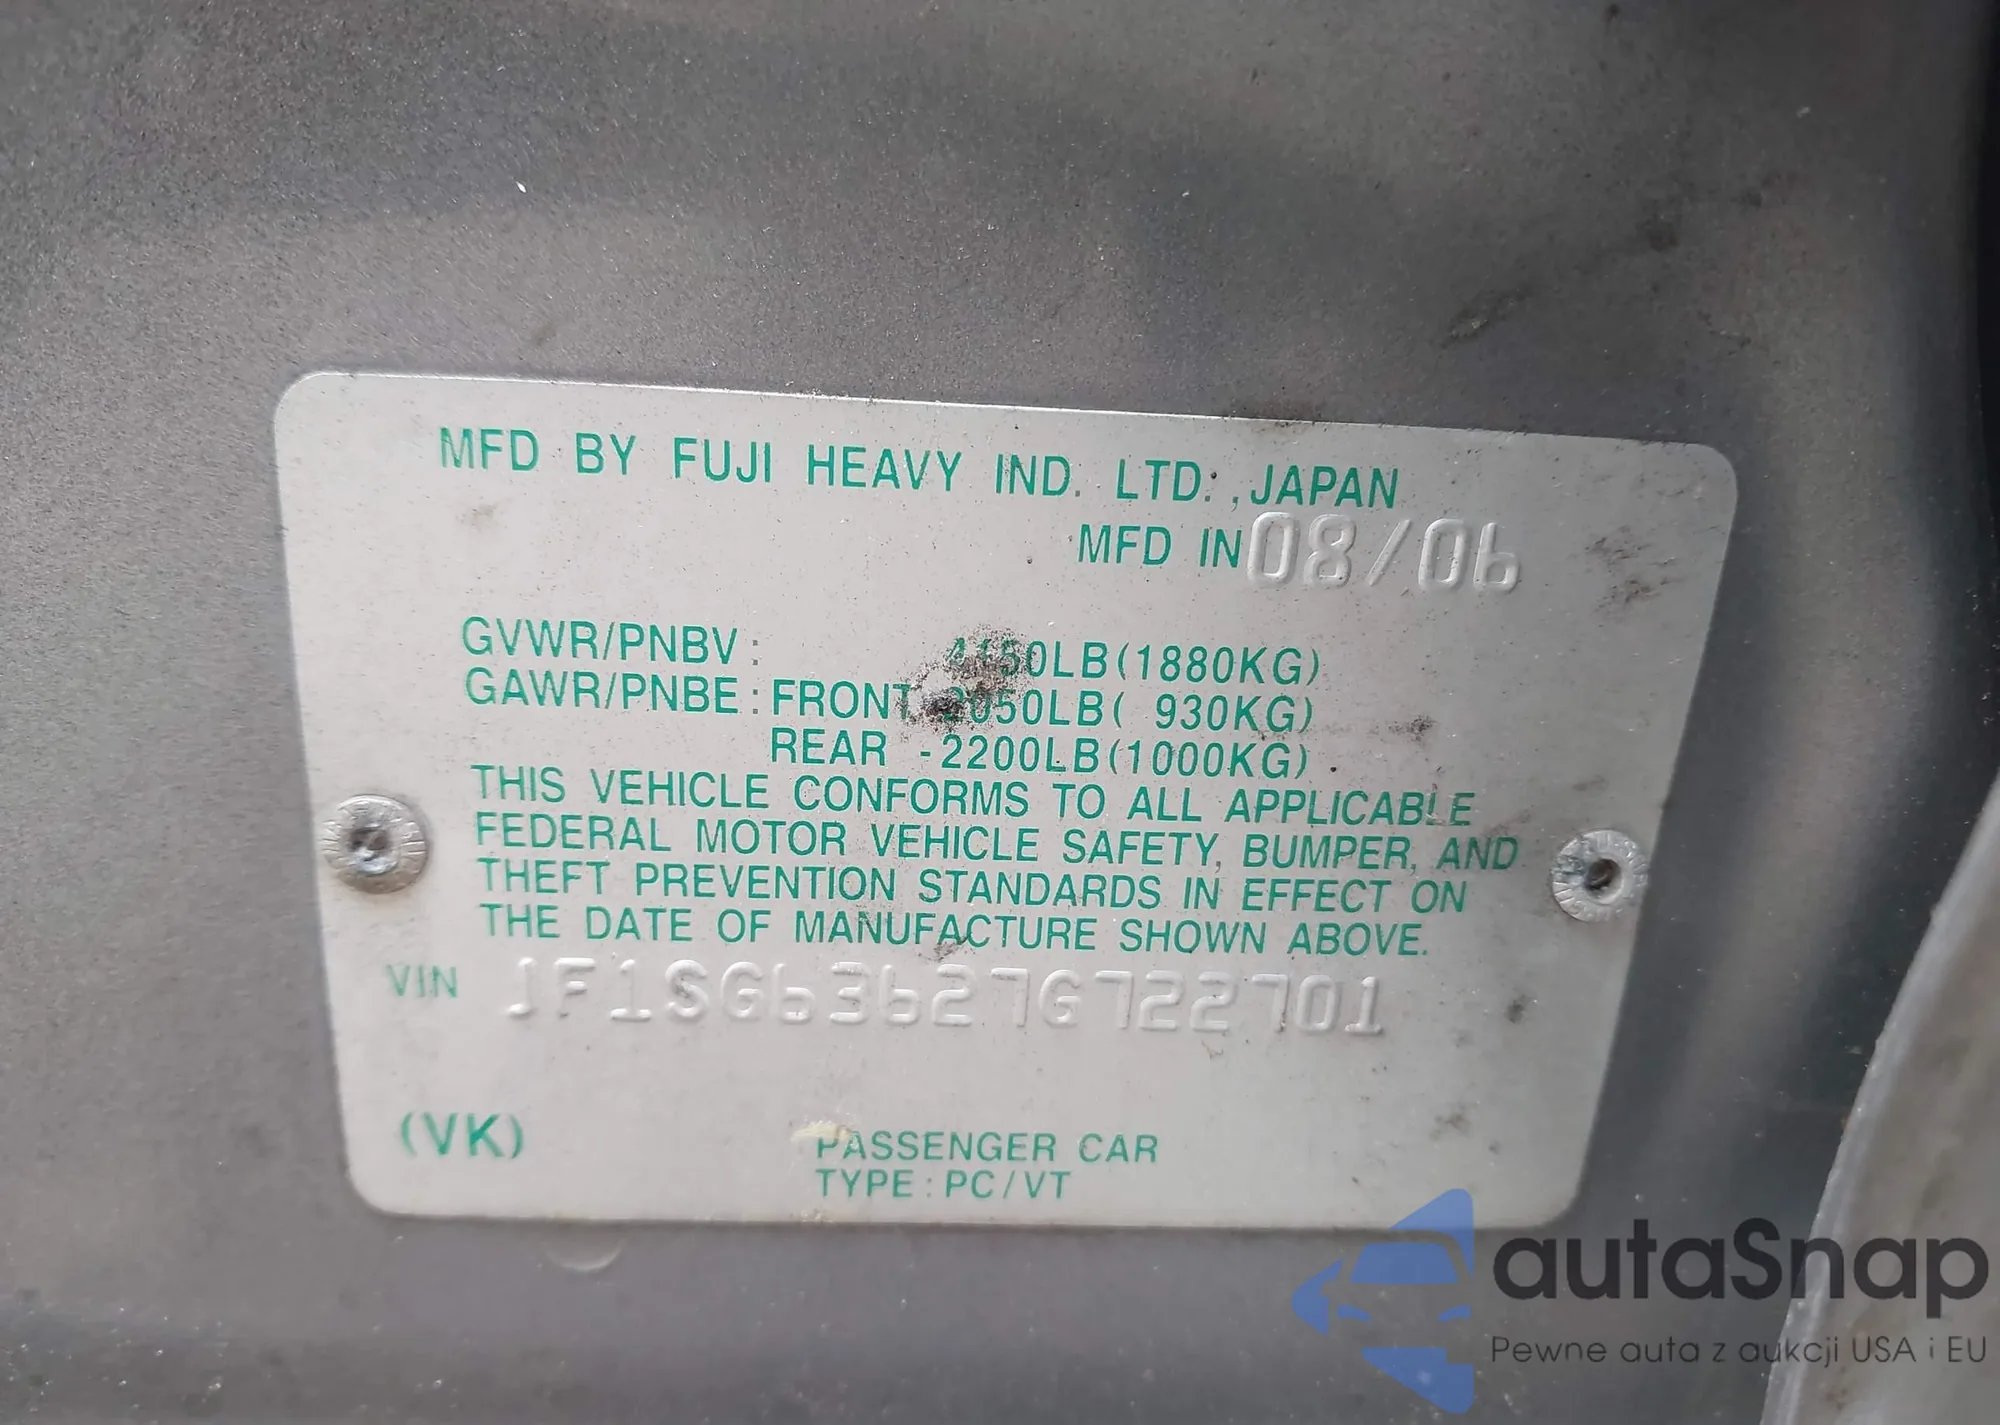 MFD BY FUJI HEAVY IND. LTD. ,JAPAN
MFD IN 08/06
GVWR/PNBV: 4150LB(1880KG)
GAWR/PNBE:FRONT-2050LB( 930KG)
REAR -2200LB(1000KG)
THIS VEHICLE CONFORMS TO ALL APPLICABLE
FEDERAL MOTOR VEHICLE SAFETY, BUMPER, AND
THEFT PREVENTION STANDARDS IN EFFECT ON
THE DATE OF MANUFACTURE SHOWN ABOVE.
VIN JF1SG63627G722701
(VK)
PASSENGER CAR
TYPE:PC/VT
autaSnap
Pewne auta z aukcji USA i EU